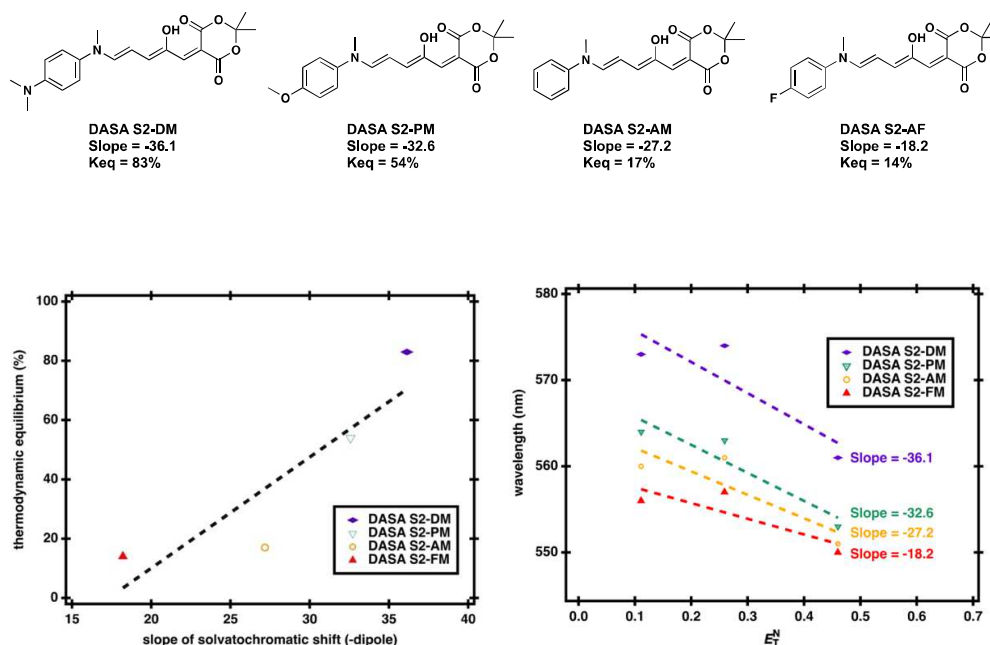 DASA S2-DM
Slope = -36.1
Keq = 83%
DASA S2-PM
Slope = -32.6
Keq = 54%
DASA S2-AM
Slope = -27.2
Keq = 17%
DASA S2-AF
Slope = -18.2
Keq = 14%
N
N
OH
O
O
O
O
O
N
OH
O
O
O
O
N
OH
O
O
O
O
F
N
OH
O
O
O
O
thermodynamic equilibrium (%)
100
80
60
40
20
0
DASA S2-DM
DASA S2-PM
DASA S2-AM
DASA S2-FM
15
20
25
30
35
40
slope of solvatochromatic shift (-dipole)
wavelength (nm)
580
570
560
550
DASA S2-DM
DASA S2-PM
DASA S2-AM
DASA S2-FM
Slope = -36.1
Slope = -32.6
Slope = -27.2
Slope = -18.2
0.0
0.1
0.2
0.3
0.4
0.5
0.6
0.7
E_T^N